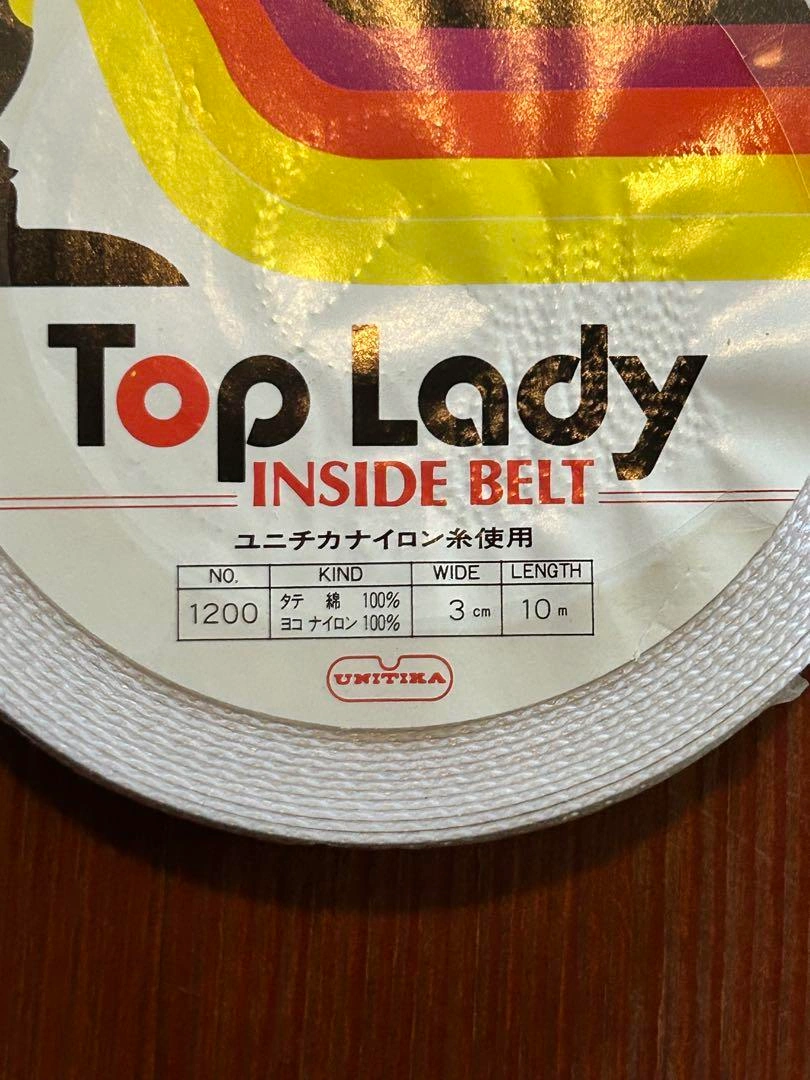 Top Lady
INSIDE BELT
ユニチカナイロン糸使用
NO. KIND WIDE LENGTH
1200 タテ 綿 100% 3 cm 10 m
ヨコ ナイロン 100%
UNITIKA